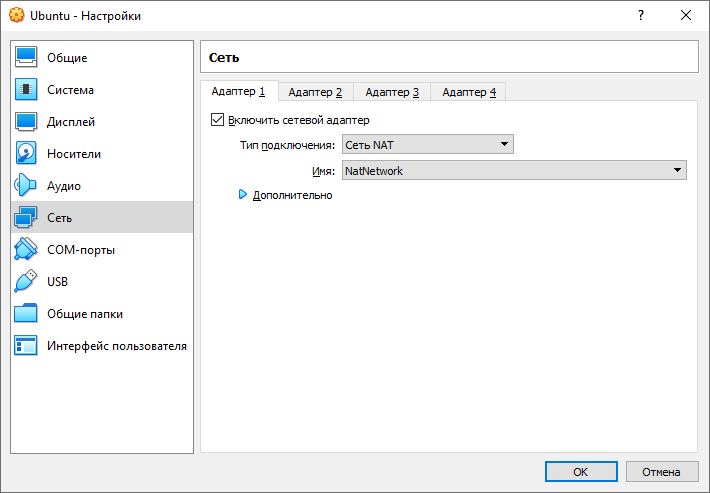 Ubuntu - Настройки
?
Общие
Система
Дисплей
Носители
Аудио
Сеть
COM-порты
USB
Общие папки
Интерфейс пользователя
Сеть
Адаптер 1 Адаптер 2 Адаптер 3 Адаптер 4
Включить сетевой адаптер
Тип подключения: Сеть NAT
Имя: NatNetwork
Дополнительно
OK Отмена